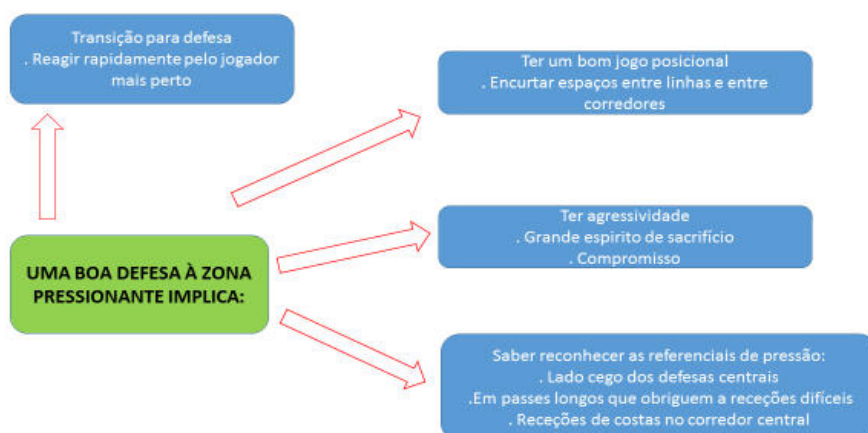 Transição para defesa
. Reagir rapidamente pelo jogador
mais perto
Ter um bom jogo posicional
. Encurtar espaços entre linhas e entre
corredores
Ter agressividade
. Grande espirito de sacrifício
. Compromisso
UMA BOA DEFESA À ZONA
PRESSIONANTE IMPLICA:
Saber reconhecer as referenciais de pressão:
. Lado cego dos defesas centrais
.Em passes longos que obriguem a receções difíceis
. Receções de costas no corredor central